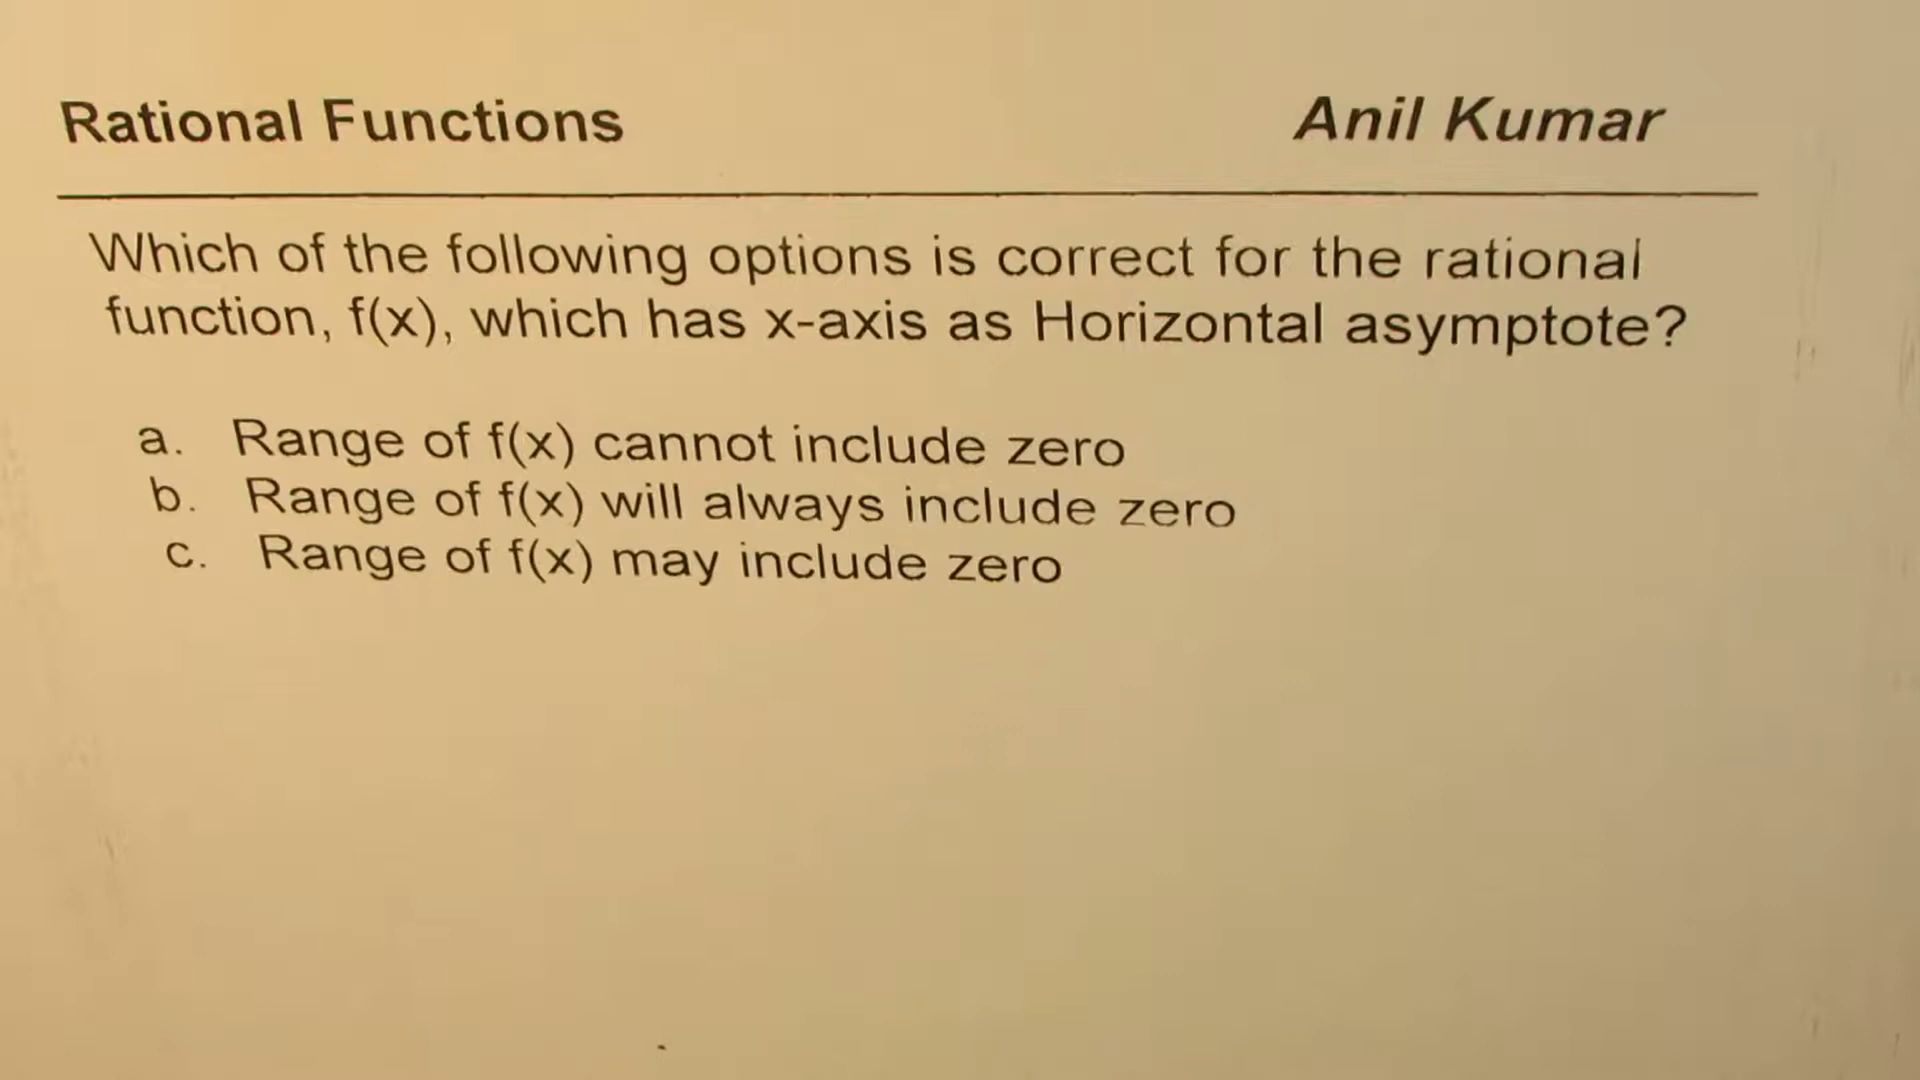 Rational Functions Anil Kumar
Which of the following options is correct for the rational
function, f(x), which has x-axis as Horizontal asymptote?
a. Range of f(x) cannot include zero
b. Range of f(x) will always include zero
c. Range of f(x) may include zero